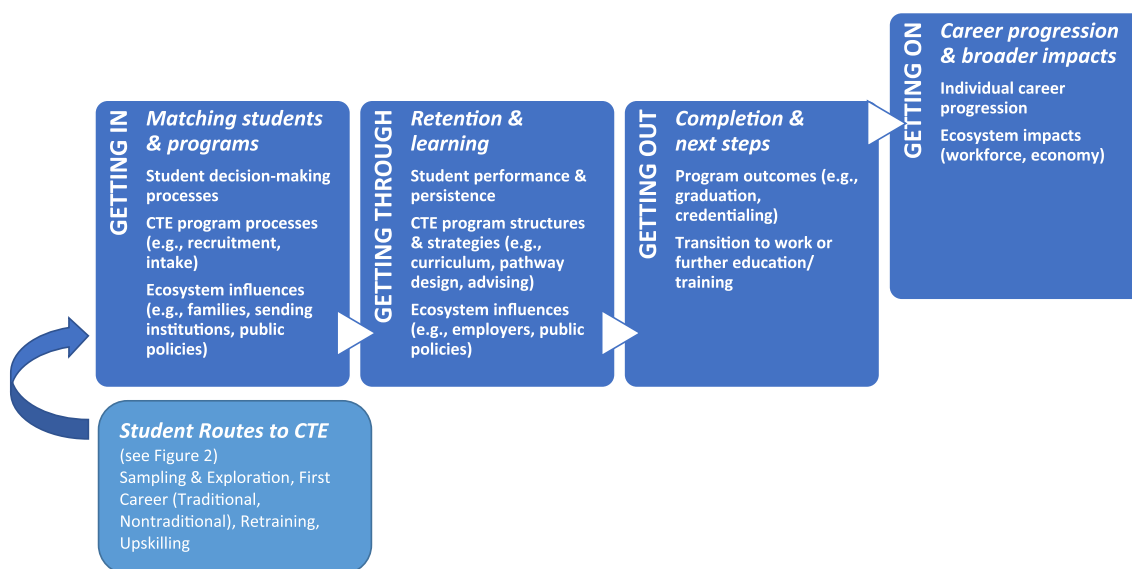 GETTING IN
Matching students
& programs
Student decision-making
processes
CTE program processes
(e.g., recruitment,
intake)
Ecosystem influences
(e.g., families, sending
institutions, public
policies)
GETTING THROUGH
Retention &
learning
Student performance &
persistence
CTE program structures
& strategies (e.g.,
curriculum, pathway
design, advising)
Ecosystem influences
(e.g., employers, public
policies)
GETTING OUT
Completion &
next steps
Program outcomes (e.g.,
graduation,
credentialing)
Transition to work or
further education/
training
GETTING ON
Career progression
& broader impacts
Individual career
progression
Ecosystem impacts
(workforce, economy)
Student Routes to CTE
(see Figure 2)
Sampling & Exploration, First
Career (Traditional,
Nontraditional), Retraining,
Upskilling